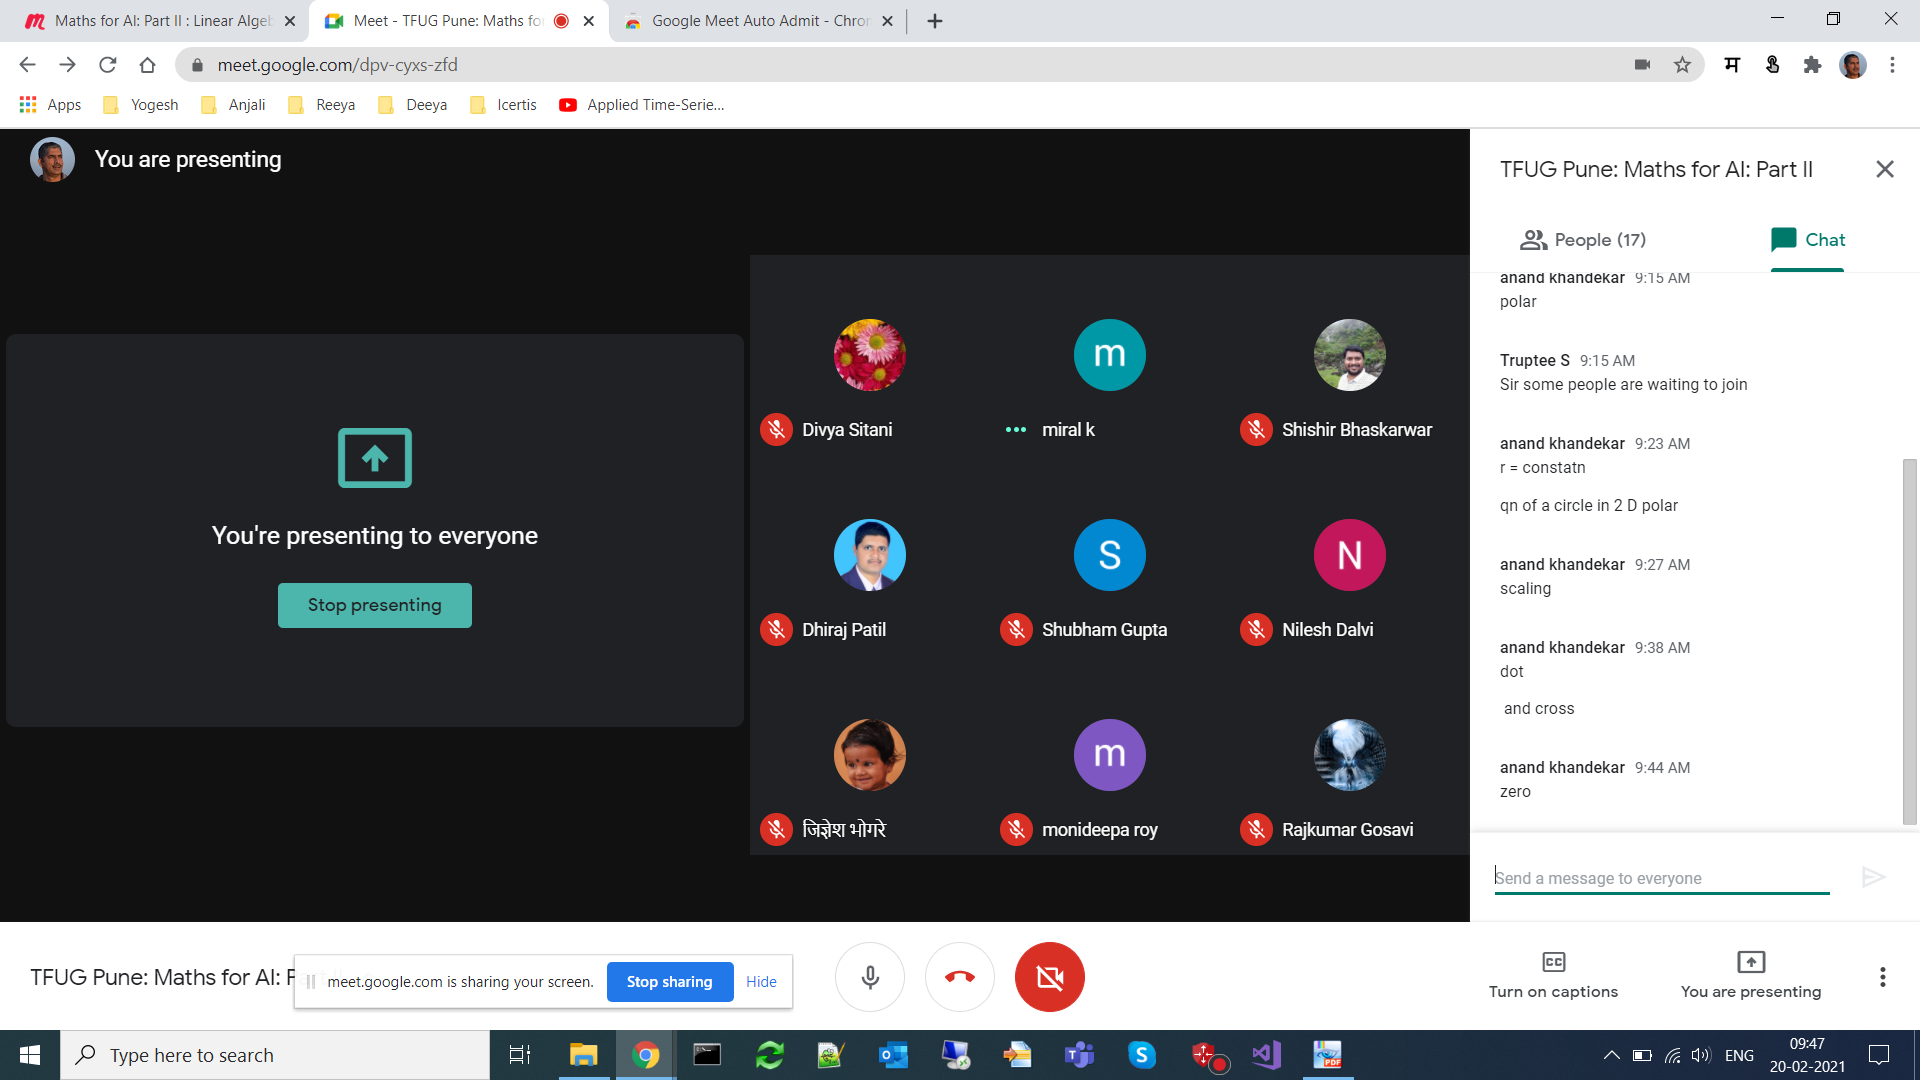 Maths for AI: Part II : Linear Algeb
Meet - TFUG Pune: Maths fo
Google Meet Auto Admit - Chron
meet.google.com/dpv-cyxs-zfd
म
Apps
Yogesh
Anjali
Reeya
Deeya
Icertis
Applied Time-Serie...
You are presenting
You're presenting to everyone
Stop presenting
m
Divya Sitani
miral k
Shishir Bhaskarwar
S
N
Dhiraj Patil
Shubham Gupta
Nilesh Dalvi
m
जिज्ञेश भोगरे
monideepa roy
Rajkumar Gosavi
TFUG Pune: Maths for AI: Part II
People (17)
Chat
anand khandekar 9:15 AM
polar
Truptee S 9:15 AM
Sir some people are waiting to join
anand khandekar 9:23 AM
r = constatn
qn of a circle in 2 D polar
anand khandekar 9:27 AM
scaling
anand khandekar 9:38 AM
dot
and cross
anand khandekar 9:44 AM
zero
Send a message to everyone
TFUG Pune: Maths for AI: P
meet.google.com is sharing your screen.
Stop sharing
Hide
CC
Turn on captions
You are presenting
Type here to search
ENG
09:47
20-02-2021